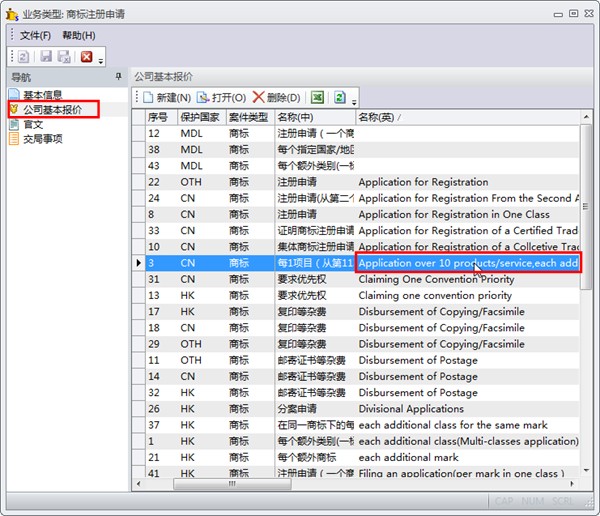 业务类型: 商标注册申请
文件(F) 帮助(H)
导航
基本信息
公司基本报价
官文
交局事项
公司基本报价
新建(N) 打开(O) 删除(D)
序号 保护国家 案件类型 名称(中) 名称(英)
12 MDL 商标 注册申请（一个商
38 MDL 商标 每个指定国家/地区
43 MDL 商标 每个额外类别(一标
22 OTH 商标 注册申请 Application for Registration
24 CN 商标 注册申请(从第二个 Application for Registration From the Second A
8 CN 商标 注册申请 Application for Registration in One Class
33 CN 商标 证明商标注册申请 Application for Registration of a Certified Trad
10 CN 商标 集体商标注册申请 Application for Registration of a Collcetive Trac
3 CN 商标 每1项目（从第11 Application over 10 products/service,each add
31 CN 商标 要求优先权 Claiming One Convention Priority
13 HK 商标 要求优先权 Claiming one convention priority
17 HK 商标 复印等杂费 Disbursement of Copying/Facsimile
18 CN 商标 复印等杂费 Disbursement of Copying/Facsimile
29 OTH 商标 复印等杂费 Disbursement of Copying/Facsimile
11 OTH 商标 邮寄证书等杂费 Disbursement of Postage
14 CN 商标 邮寄证书等杂费 Disbursement of Postage
32 HK 商标 邮寄证书等杂费 Disbursement of Postage
26 HK 商标 分案申请 Divisional Applications
37 HK 商标 在同一商标下的每 each additional class for the same mark
1 HK 商标 每个额外类别(一标 each additional class(Multi-classes application)
21 HK 商标 每个额外商标 each additional mark
41 HK 商标 注册申请（一个商 Filing an application(per mark in one class )
CAP NUM SCRL